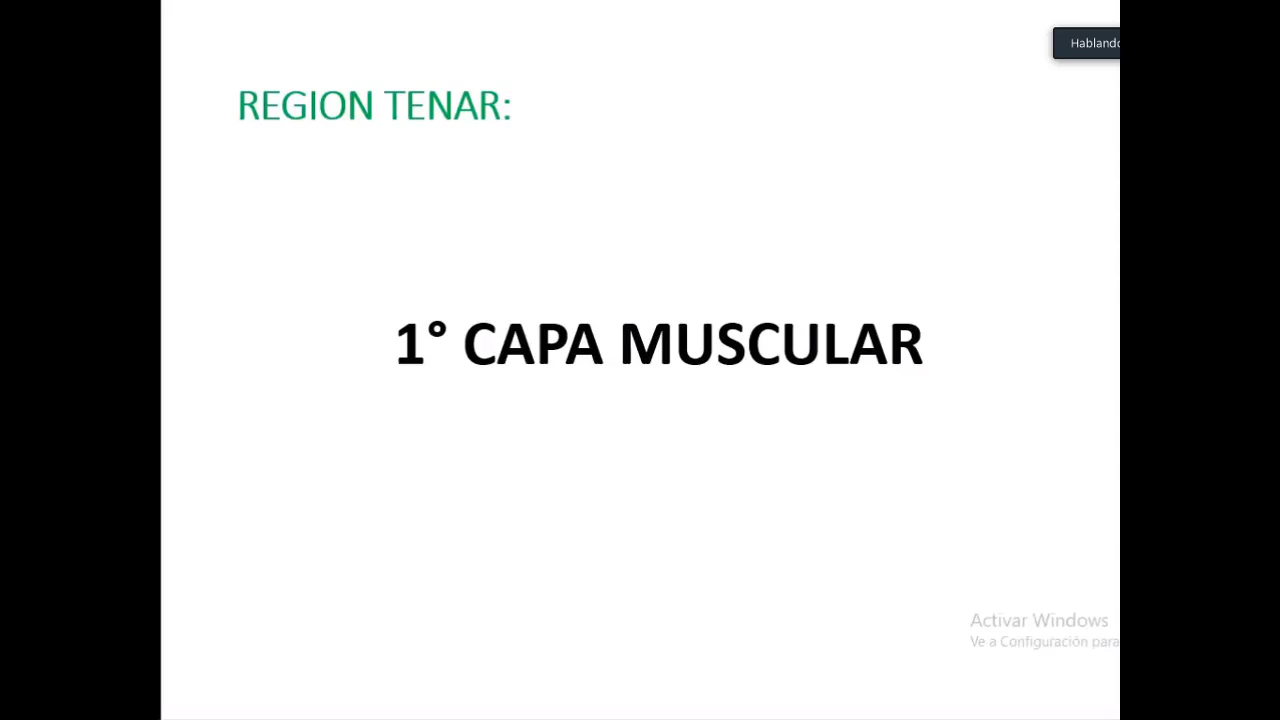 Hablando
REGION TENAR:
1° CAPA MUSCULAR
Activar Windows
Ve a Configuración para